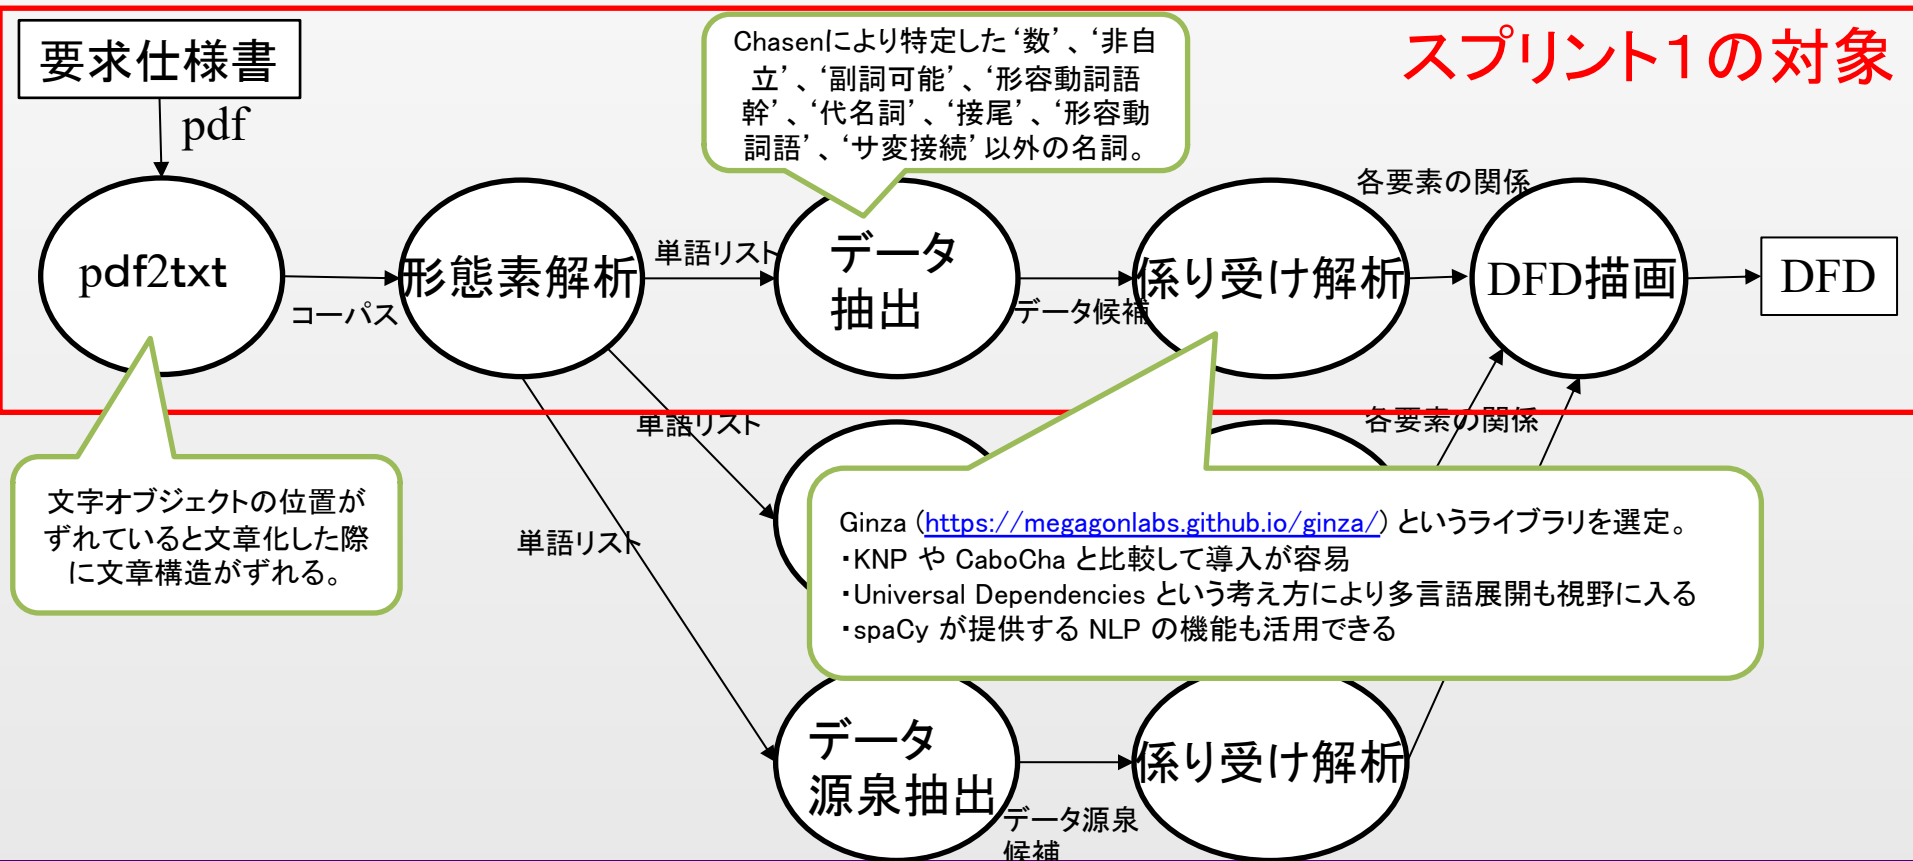 スプリント1の対象
要求仕様書
pdf
Chasenにより特定した‘数’、‘非自
立’、‘副詞可能’、‘形容動詞語
幹’、‘代名詞’、‘接尾’、‘形容動
詞語’、‘サ変接続’以外の名詞。
pdf2txt
コーパス
形態素解析
単語リスト
データ
抽出
データ候補
係り受け解析
各要素の関係
DFD描画
DFD
単語リスト
各要素の関係
文字オブジェクトの位置が
ずれていると文章化した際
に文章構造がずれる。
単語リスト
Ginza (https://megagonlabs.github.io/ginza/) というライブラリを選定。
・KNP や CaboCha と比較して導入が容易
・Universal Dependencies という考え方により多言語展開も視野に入る
・spaCy が提供する NLP の機能も活用できる
データ
源泉抽出
データ源泉
候補
係り受け解析